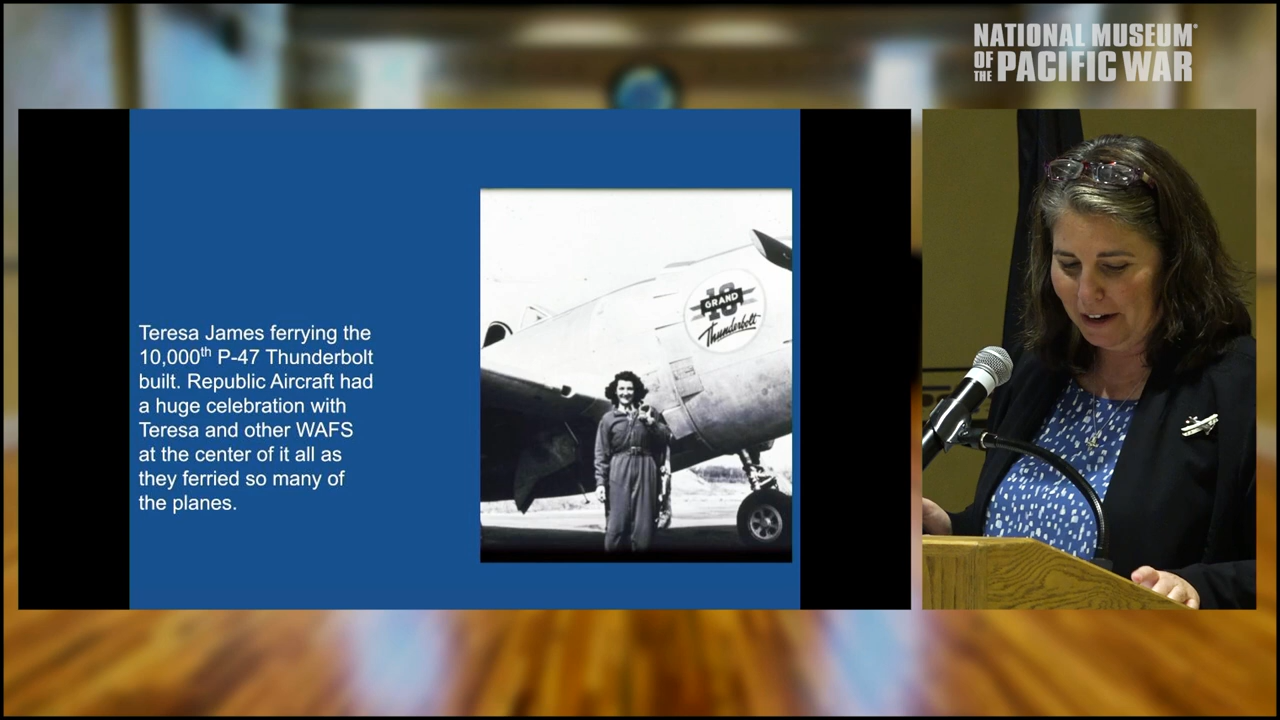 NATIONAL MUSEUM
OF THE PACIFIC WAR
Teresa James ferrying the
10,000th P-47 Thunderbolt
built. Republic Aircraft had
a huge celebration with
Teresa and other WAFS
at the center of it all as
they ferried so many of
the planes.
10
GRAND
Thunderbolt